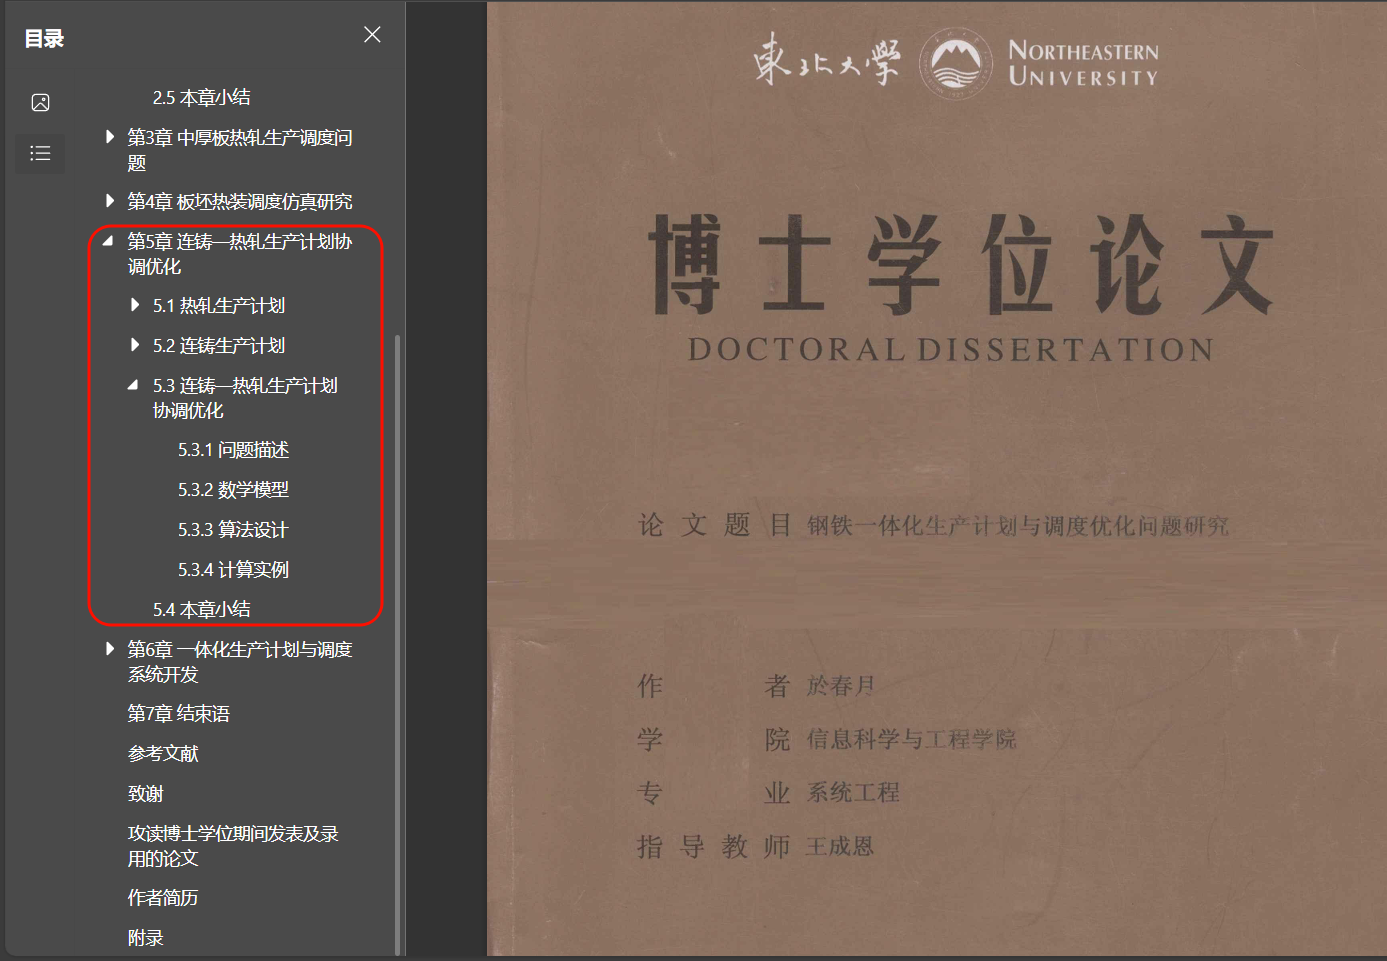 目录
2.5 本章小结
第3章 中厚板热轧生产调度问
题
第4章 板坯热装调度仿真研究
第5章 连铸—热轧生产计划协
调优化
5.1 热轧生产计划
5.2 连铸生产计划
5.3 连铸—热轧生产计划
协调优化
5.3.1 问题描述
5.3.2 数学模型
5.3.3 算法设计
5.3.4 计算实例
5.4 本章小结
第6章 一体化生产计划与调度
系统开发
第7章 结束语
参考文献
致谢
攻读博士学位期间发表及录
用的论文
作者简历
附录
東北大学
NORTHEASTERN
UNIVERSITY
博士学位论文
DOCTORAL DISSERTATION
论文题目 钢铁一体化生产计划与调度优化问题研究
作者 於春月
学院 信息科学与工程学院
专业 系统工程
指导教师 王成恩